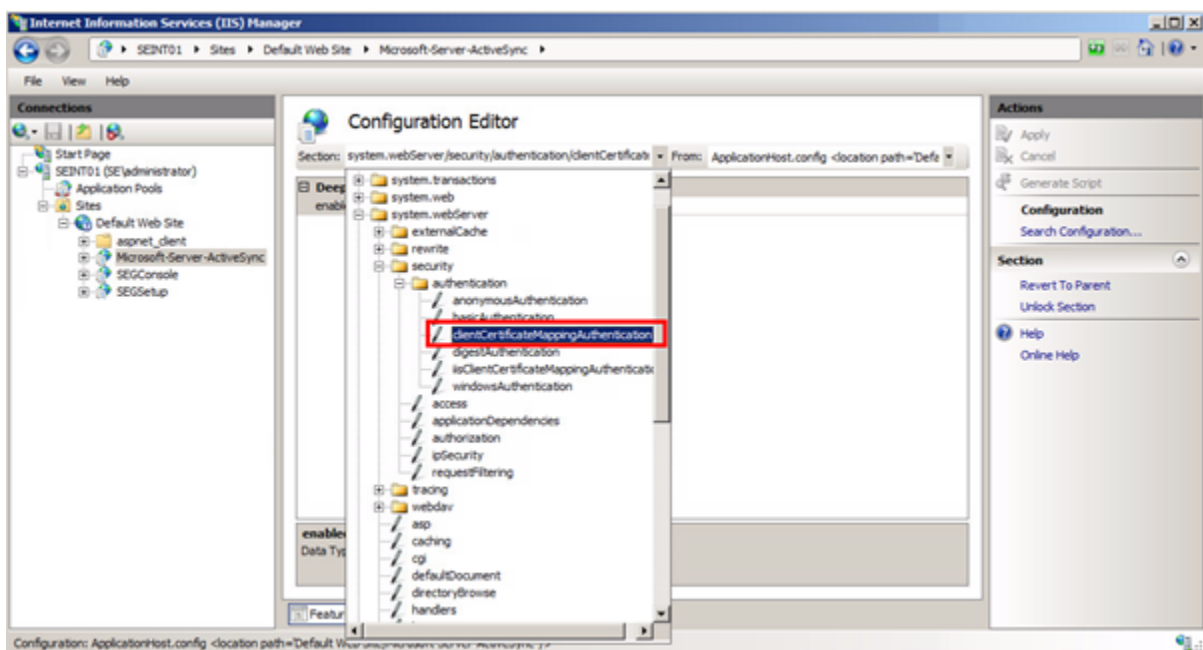 Internet Information Services (IIS) Manager
SEINT01 Sites Default Web Site Microsoft-Server-ActiveSync
File View Help
Connections
Start Page
SEINT01 (SE\administrator)
Application Pools
Sites
Default Web Site
aspnet_client
Microsoft-Server-ActiveSync
SEGConsole
SEGSetup
Configuration Editor
Section: system.webServer/security/authentication/clientCertificate From: ApplicationHost.config <location path='Defa
Deep
enabl
system.transactions
system.web
system.webServer
externalCache
rewrite
security
authentication
anonymousAuthentication
basicAuthentication
clientCertificateMappingAuthentication
digestAuthentication
iisClientCertificateMappingAuthenticatio
windowsAuthentication
access
applicationDependencies
authorization
ipSecurity
requestFiltering
tracing
webdav
asp
caching
cgi
defaultDocument
directoryBrowse
handlers
enable
Data Typ
Featur
Actions
Apply
Cancel
Generate Script
Configuration
Search Configuration...
Section
Revert To Parent
Unlock Section
Help
Online Help
Configuration: ApplicationHost.config <location path='Default Web